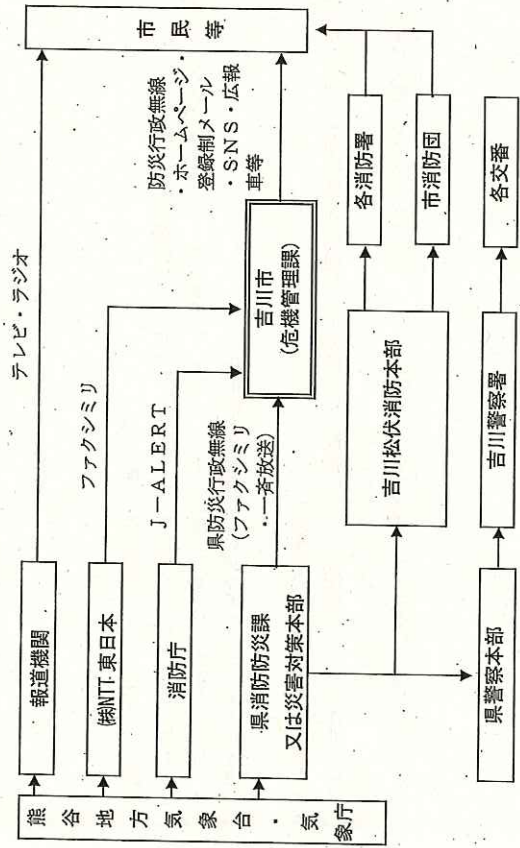 熊谷地方気象台・気
象庁
報道機関
テレビ・ラジオ
市民等
㈱NTT東日本
ファクシミリ
消防庁
J－ALERT
県消防防災課
又は災害対策本部
県防災行政無線
(ファクシミリ
・一斉放送)
吉川市
(危機管理課)
防災行政無線
・ホームページ・
登録制メール
・SNS・広報
車等
吉川松伏消防本部
各消防署
市消防団
県警察本部
吉川警察署
各交番